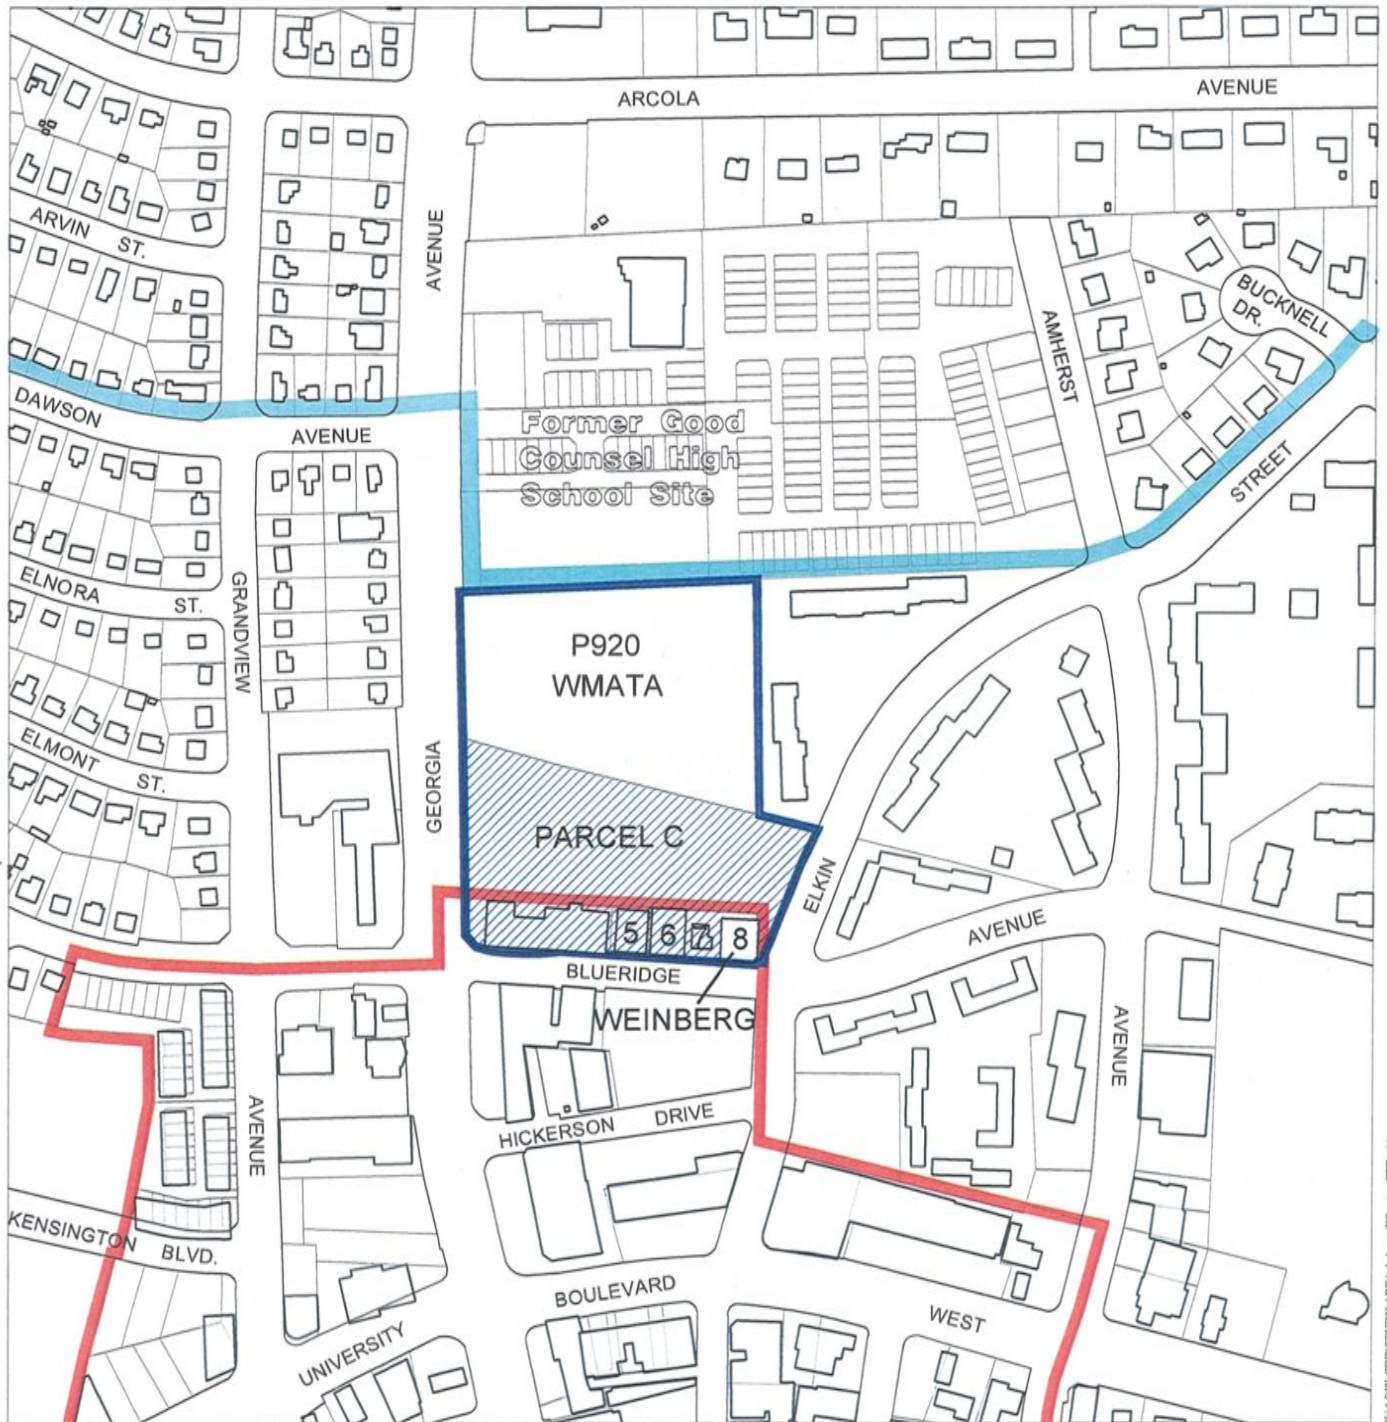 ARCOLA
AVENUE
ARVIN ST.
AVENUE
BUCKNELL
DR.
AMHERST
DAWSON
AVENUE
Former Good
Counsel High
School Site
STREET
ELNORA ST.
GRANDVIEW
P920
WMATA
ELMONT ST.
GEORGIA
PARCEL C
ELKIN
AVENUE
5 6 7 8
BLUERIDGE
WEINBERG
AVENUE
AVENUE
HICKERSON DRIVE
KENSINGTON BLVD.
BOULEVARD
WEST
UNIVERSITY